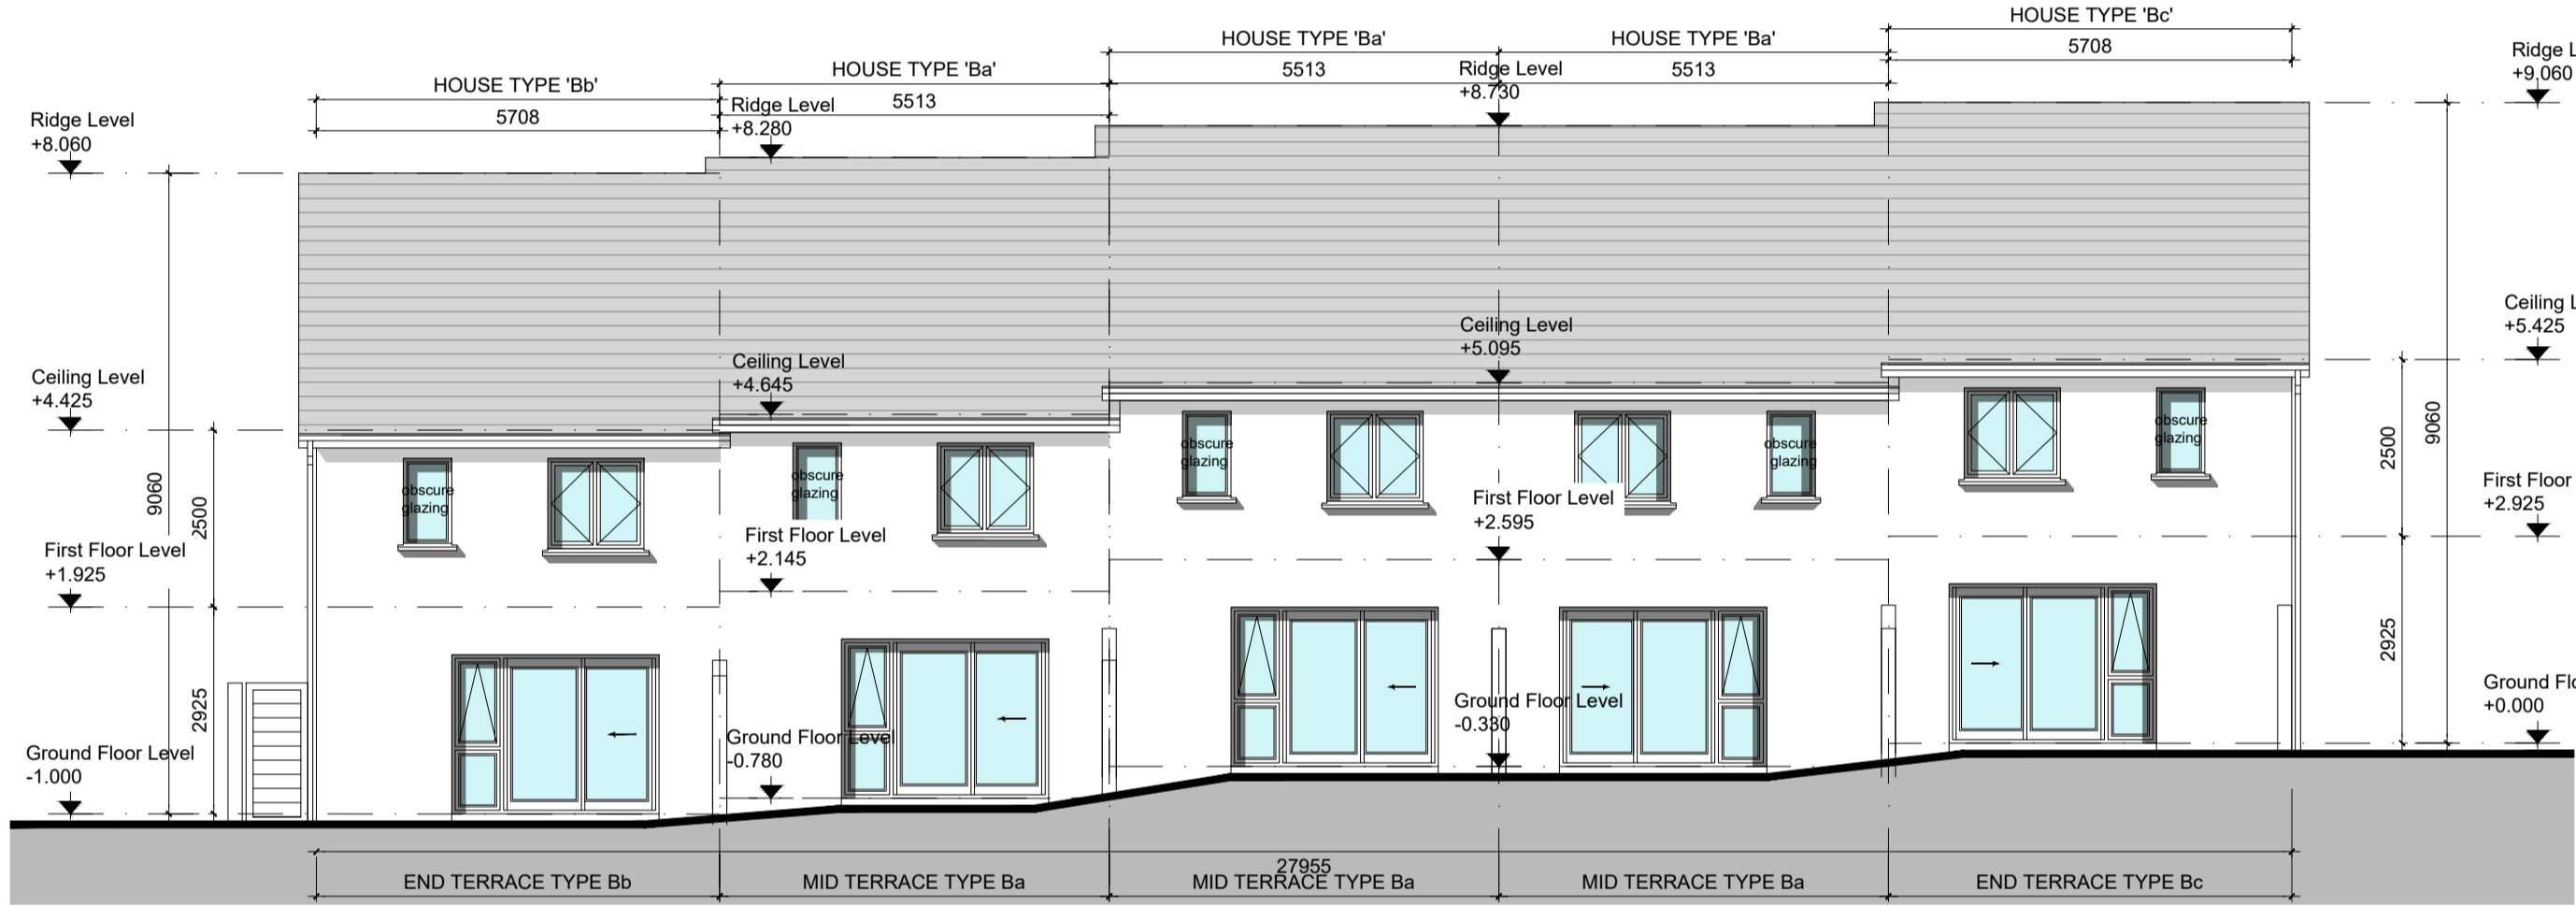 HOUSE TYPE 'Bb'
5708
HOUSE TYPE 'Ba'
5513
HOUSE TYPE 'Ba'
5513
HOUSE TYPE 'Ba'
5513
HOUSE TYPE 'Bc'
5708
Ridge Level
+8.060
Ridge Level
+8.280
Ridge Level
+8.730
Ridge L
+9.060
Ceiling Level
+4.425
Ceiling Level
+4.645
Ceiling Level
+5.095
Ceiling L
+5.425
obscure
glazing
obscure
glazing
obscure
glazing
obscure
glazing
obscure
glazing
9060
2500
2925
2500
9060
2925
First Floor Level
+1.925
First Floor Level
+2.145
First Floor Level
+2.595
First Floor
+2.925
Ground Floor Level
-1.000
Ground Floor Level
-0.780
Ground Floor Level
-0.330
Ground Flo
+0.000
27955
END TERRACE TYPE Bb
MID TERRACE TYPE Ba
MID TERRACE TYPE Ba
MID TERRACE TYPE Ba
END TERRACE TYPE Bc